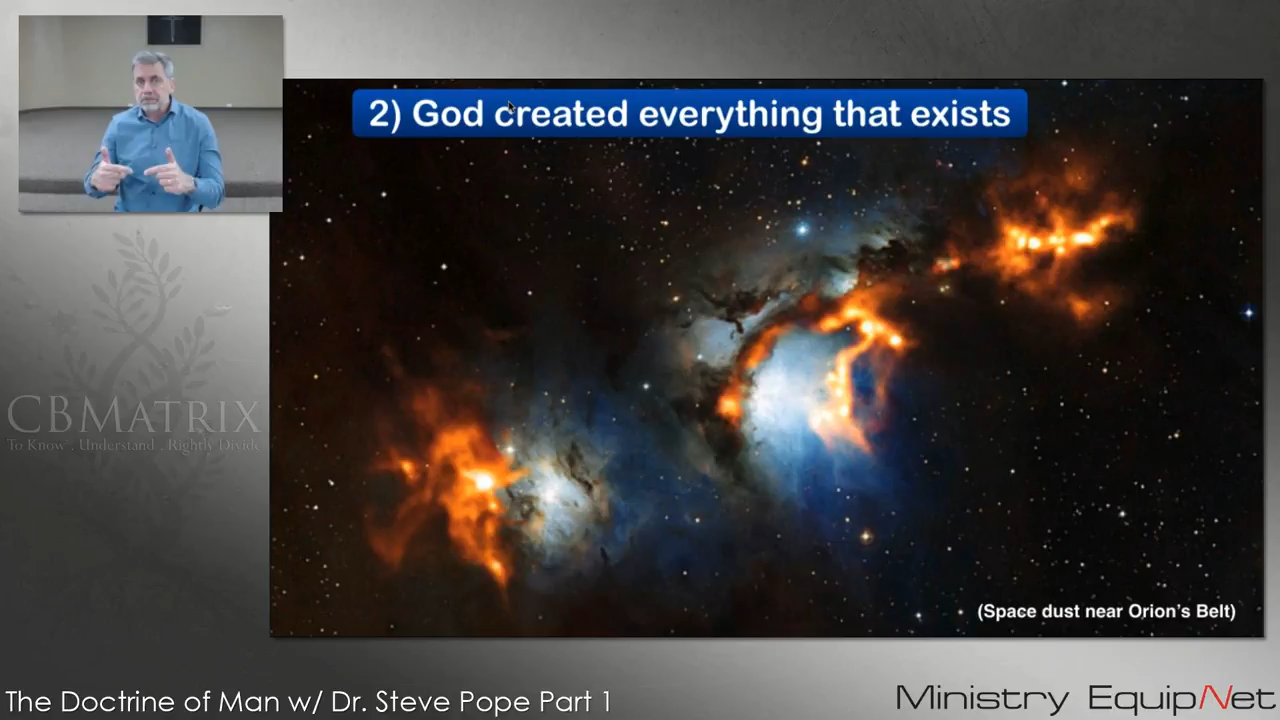 2) God created everything that exists
CBMATRIX
To Know . Understand . Rightly Divide
(Space dust near Orion's Belt)
The Doctrine of Man w/ Dr. Steve Pope Part 1
Ministry EquipNet